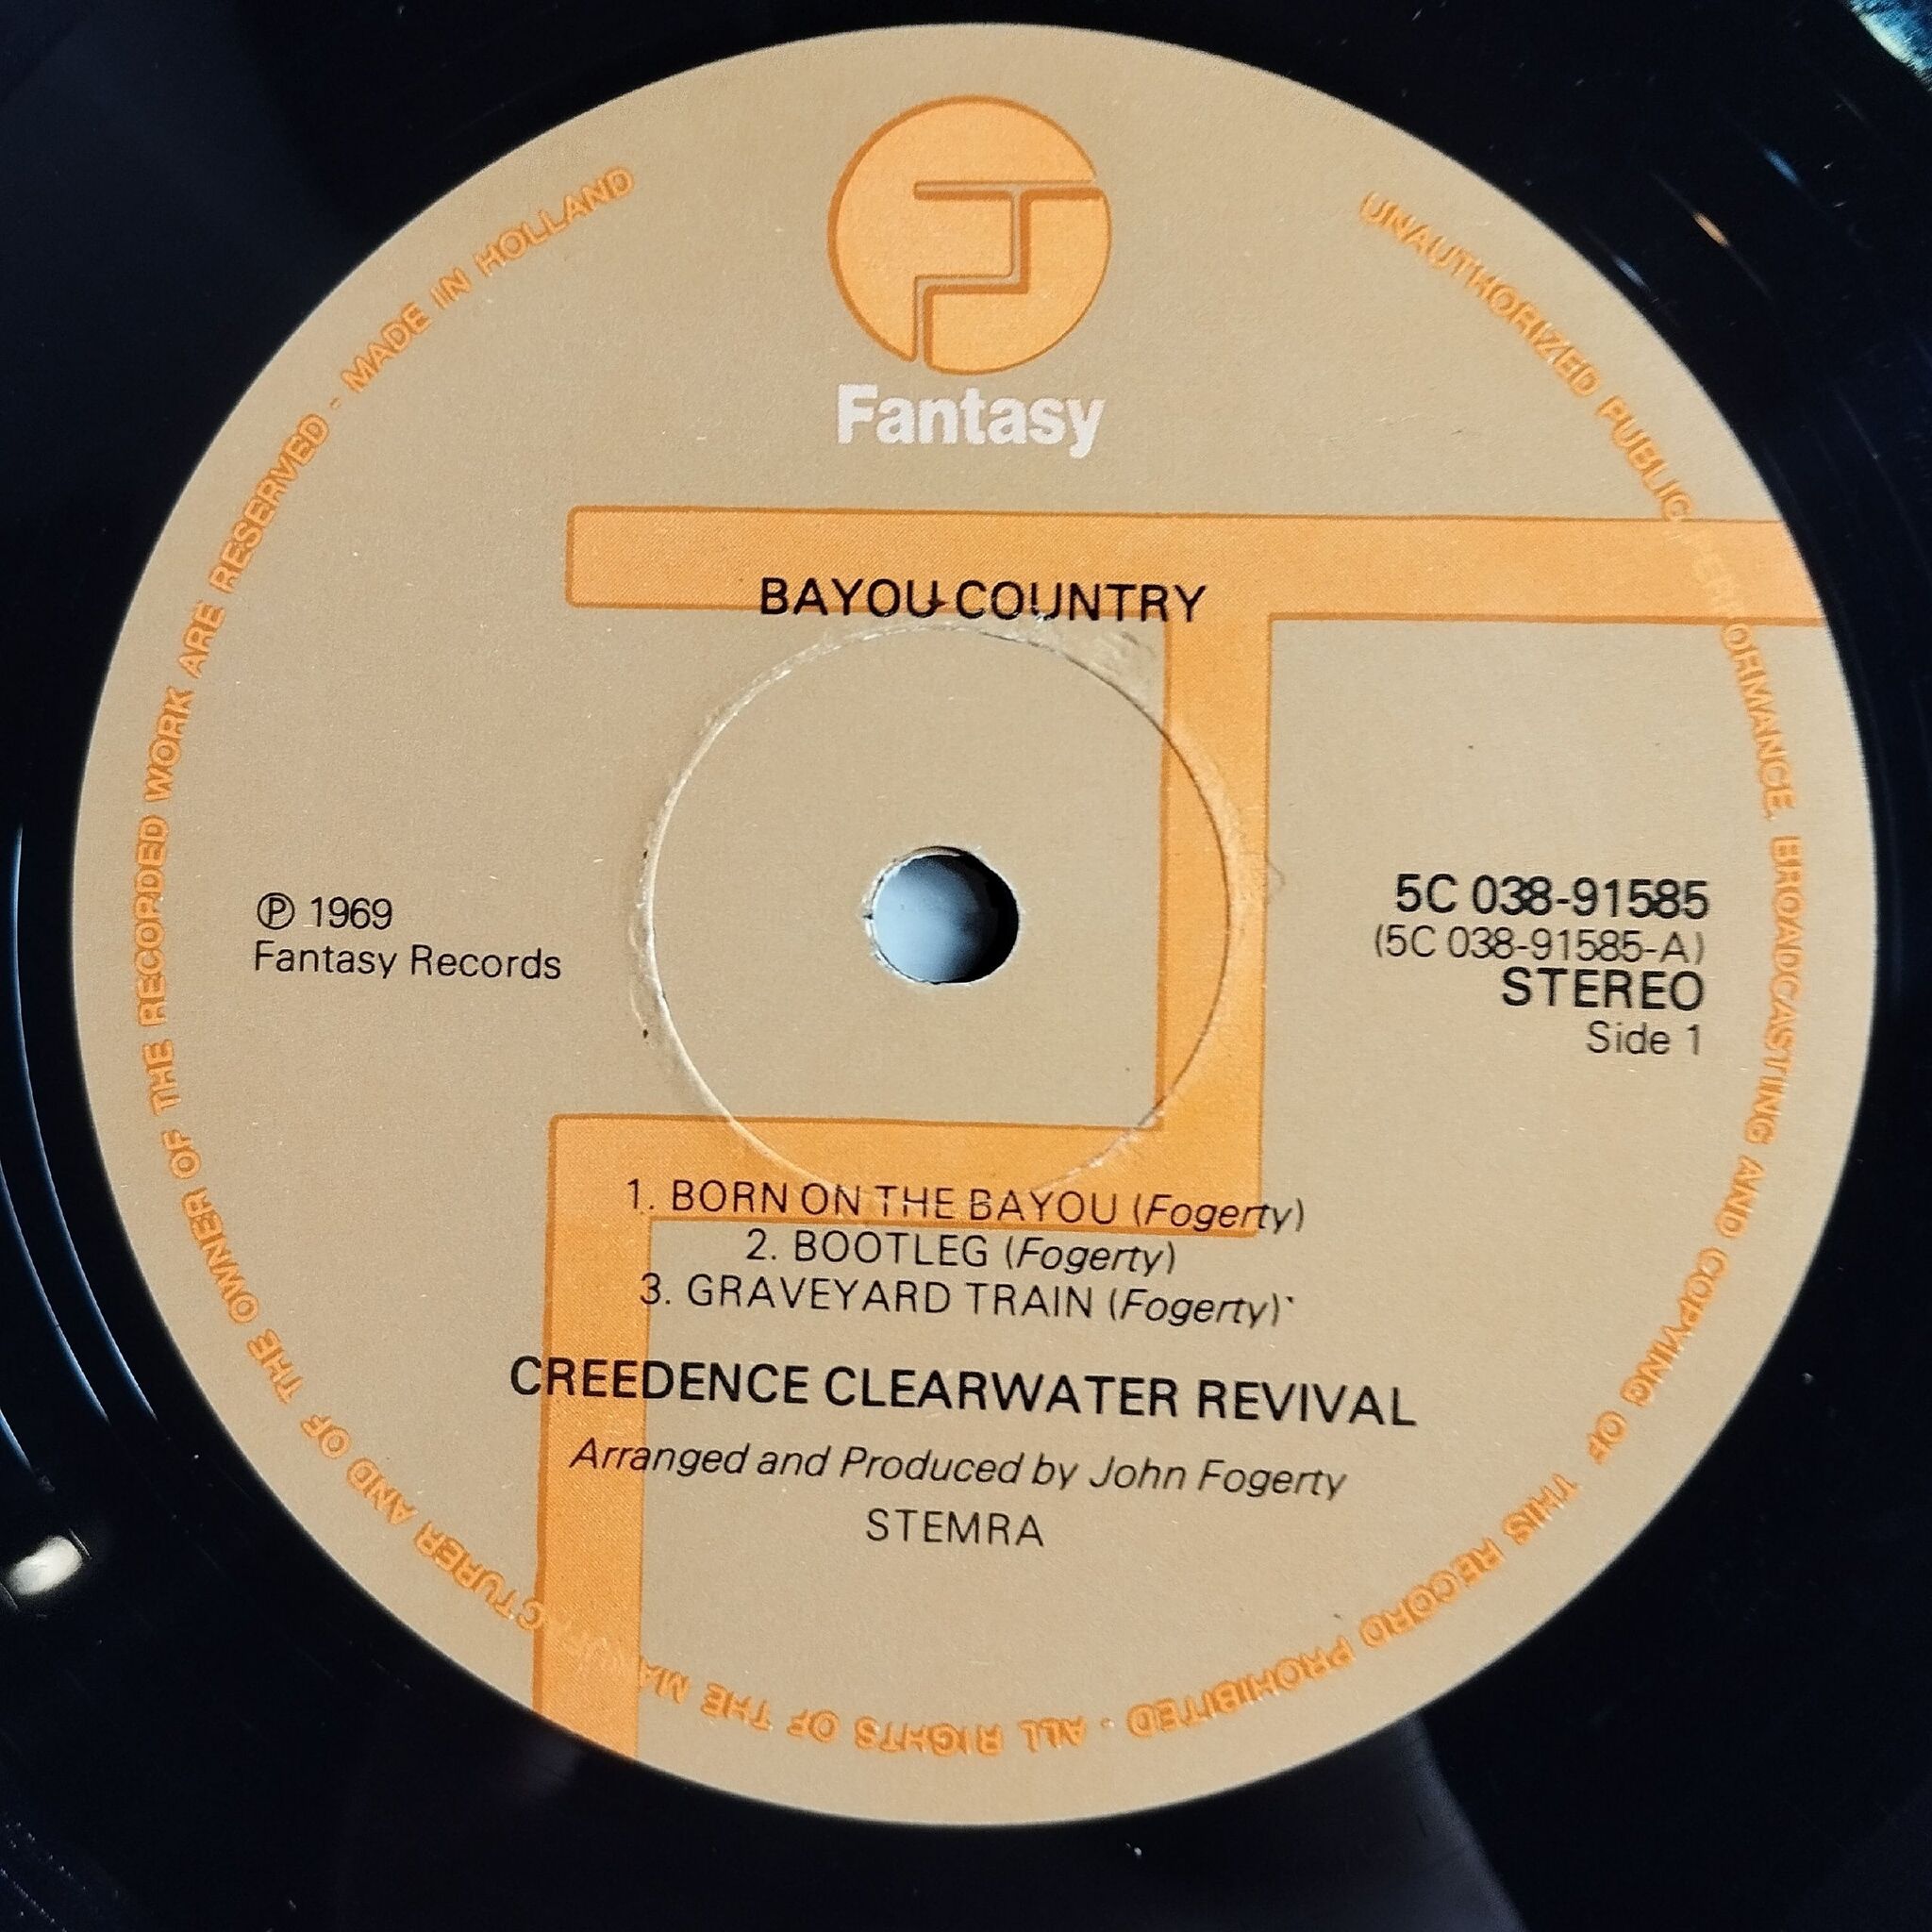 Fantasy
BAYOU COUNTRY
Ⓟ 1969
Fantasy Records
5C 038-91585
(5C 038-91585-A)
STEREO
Side 1
1. BORN ON THE BAYOU (Fogerty)
2. BOOTLEG (Fogerty)
3. GRAVEYARD TRAIN (Fogerty)
CREEDENCE CLEARWATER REVIVAL
Arranged and Produced by John Fogerty
STEMRA
UNAUTHORIZED PUBLIC PERFORMANCE, BROADCASTING AND COPYING OF THIS RECORD PROHIBITED - ALL RIGHTS OF THE MANUFACTURER AND OF THE OWNER OF THE RECORDED WORK ARE RESERVED - MADE IN HOLLAND